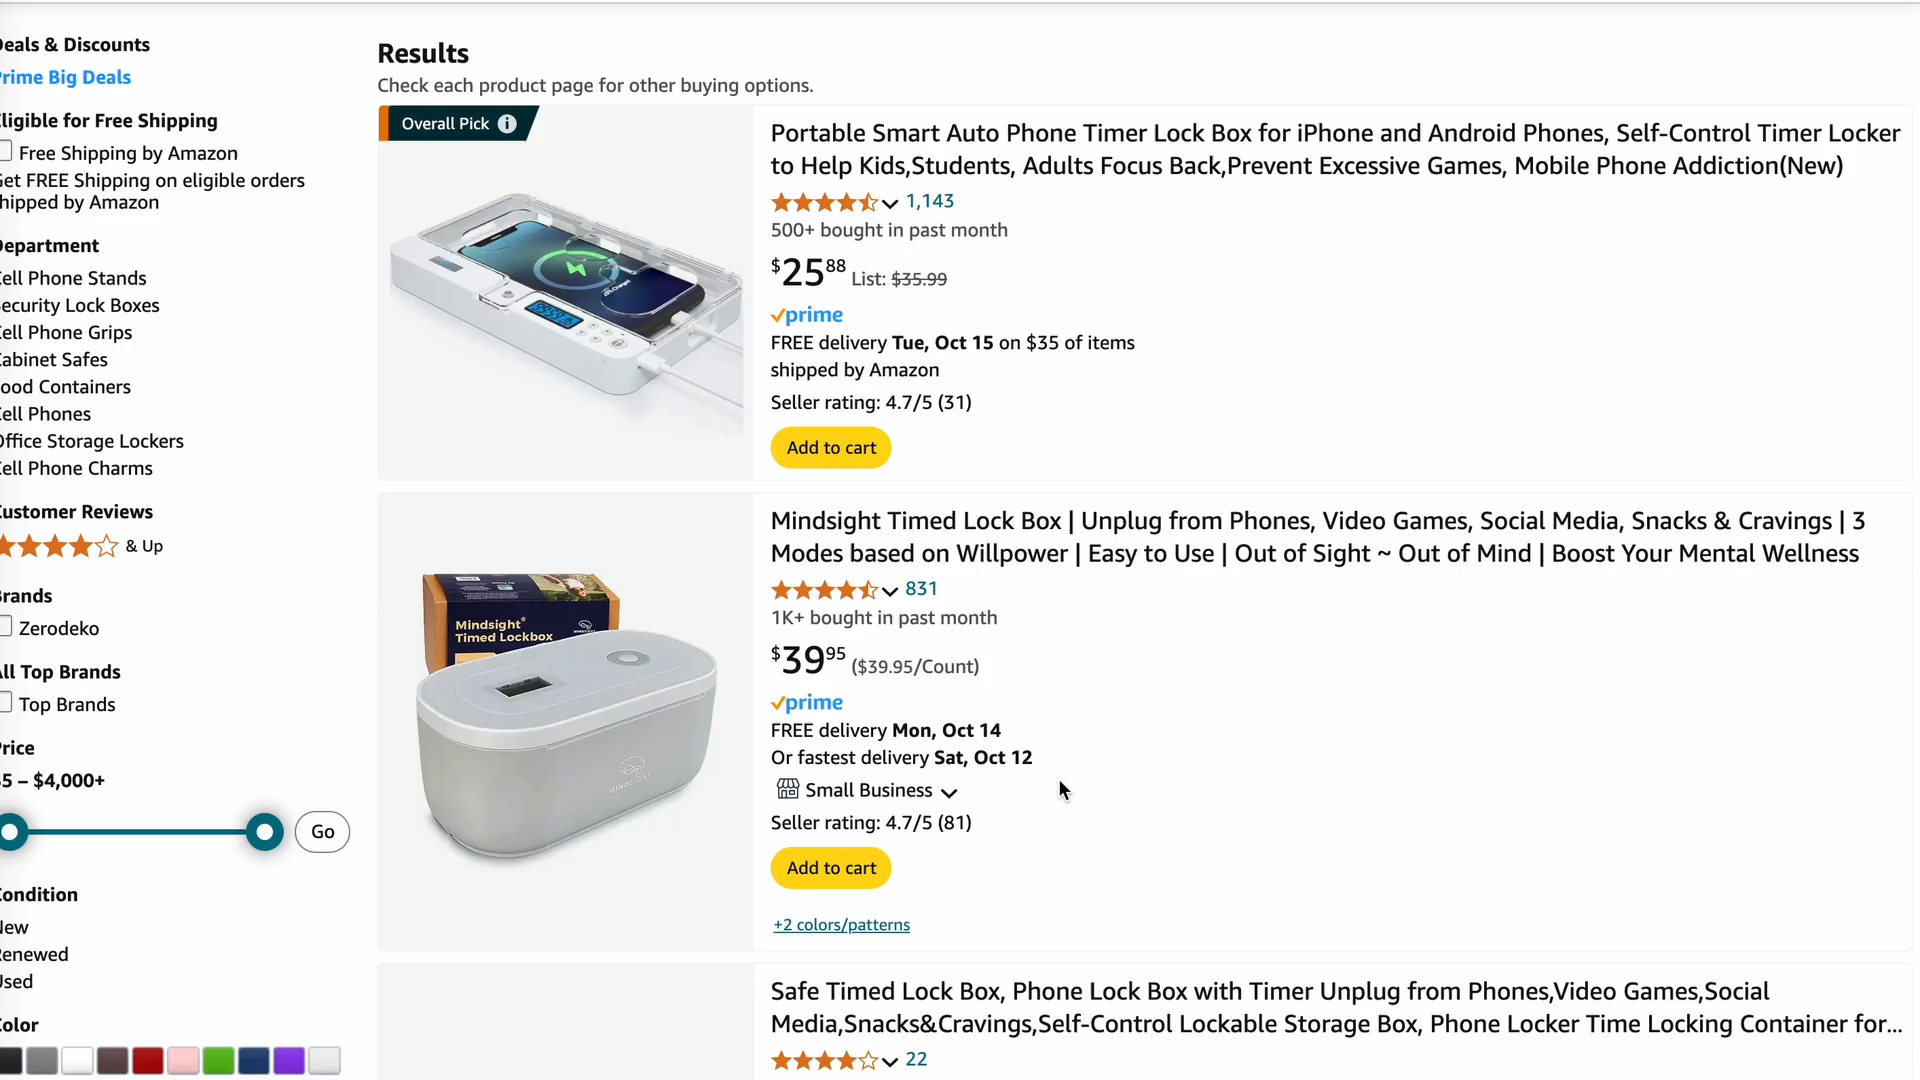 eals & Discounts
rime Big Deals
ligible for Free Shipping
Free Shipping by Amazon
et FREE Shipping on eligible orders
hipped by Amazon
epartment
ell Phone Stands
ecurity Lock Boxes
ell Phone Grips
abinet Safes
ood Containers
ell Phones
ffice Storage Lockers
ell Phone Charms
ustomer Reviews
& Up
rands
Zerodeko
ll Top Brands
Top Brands
rice
5 – $4,000+
Go
ondition
ew
enewed
sed
olor
Results
Check each product page for other buying options.
Overall Pick
Portable Smart Auto Phone Timer Lock Box for iPhone and Android Phones, Self-Control Timer Locker
to Help Kids,Students, Adults Focus Back,Prevent Excessive Games, Mobile Phone Addiction(New)
1,143
500+ bought in past month
$25 88 List: $35.99
prime
FREE delivery Tue, Oct 15 on $35 of items
shipped by Amazon
Seller rating: 4.7/5 (31)
Add to cart
Mindsight
Timed Lockbox
MINDSIGHT
Mindsight Timed Lock Box | Unplug from Phones, Video Games, Social Media, Snacks & Cravings | 3
Modes based on Willpower | Easy to Use | Out of Sight ~ Out of Mind | Boost Your Mental Wellness
831
1K+ bought in past month
$39 95 ($39.95/Count)
prime
FREE delivery Mon, Oct 14
Or fastest delivery Sat, Oct 12
Small Business
Seller rating: 4.7/5 (81)
Add to cart
+2 colors/patterns
Safe Timed Lock Box, Phone Lock Box with Timer Unplug from Phones,Video Games,Social
Media,Snacks&Cravings,Self-Control Lockable Storage Box, Phone Locker Time Locking Container for...
22